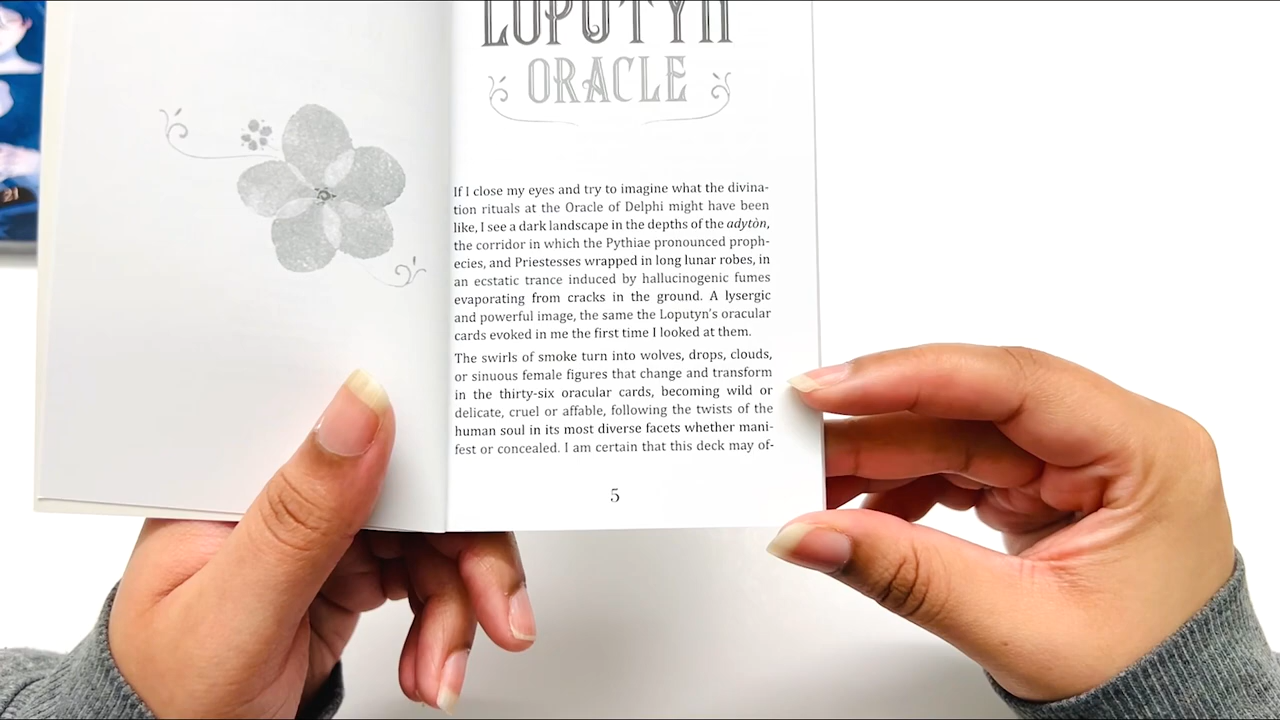 LOPUTYN
ORACLE
If I close my eyes and try to imagine what the divina-
tion rituals at the Oracle of Delphi might have been
like, I see a dark landscape in the depths of the adytòn,
the corridor in which the Pythiae pronounced proph-
ecies, and Priestesses wrapped in long lunar robes, in
an ecstatic trance induced by hallucinogenic fumes
evaporating from cracks in the ground. A lysergic
and powerful image, the same the Loputyn’s oracular
cards evoked in me the first time I looked at them.
The swirls of smoke turn into wolves, drops, clouds,
or sinuous female figures that change and transform
in the thirty-six oracular cards, becoming wild or
delicate, cruel or affable, following the twists of the
human soul in its most diverse facets whether mani-
fest or concealed. I am certain that this deck may of-
5
21